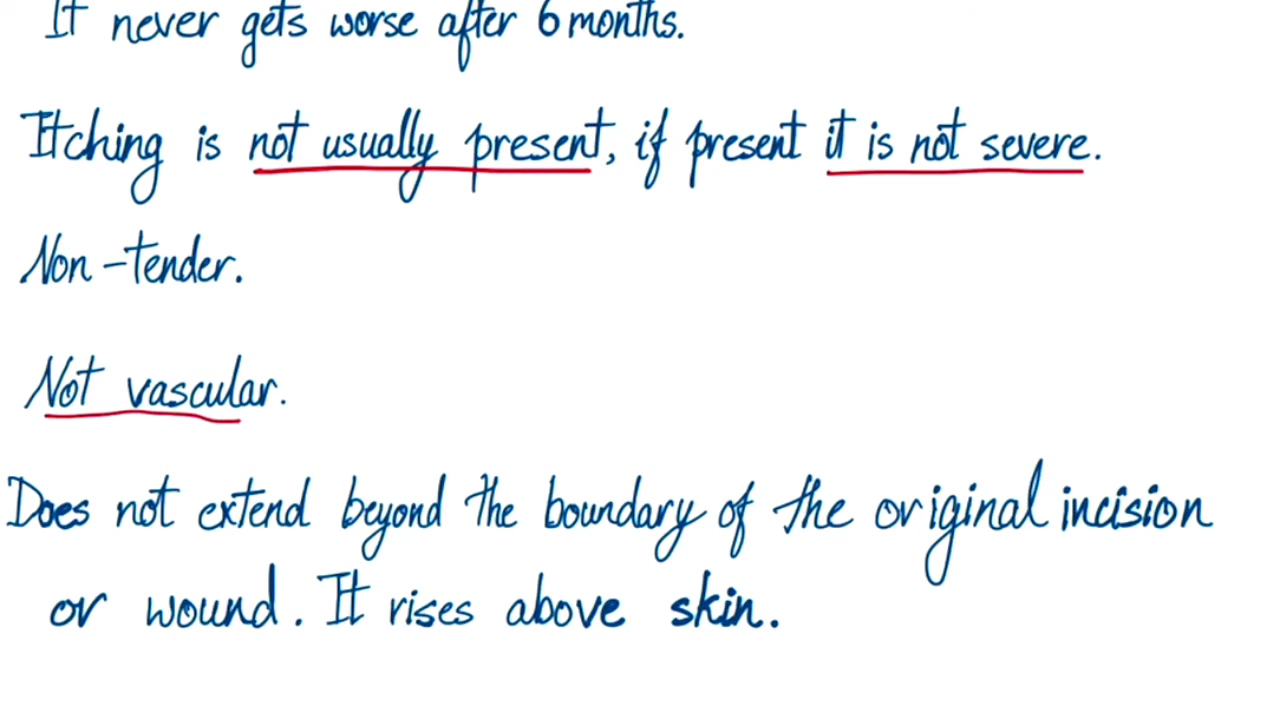 It never gets worse after 6 months.
Itching is not usually present, if present it is not severe.
Non-tender.
Not vascular.
Does not extend beyond the boundary of the original incision
or wound. It rises above skin.